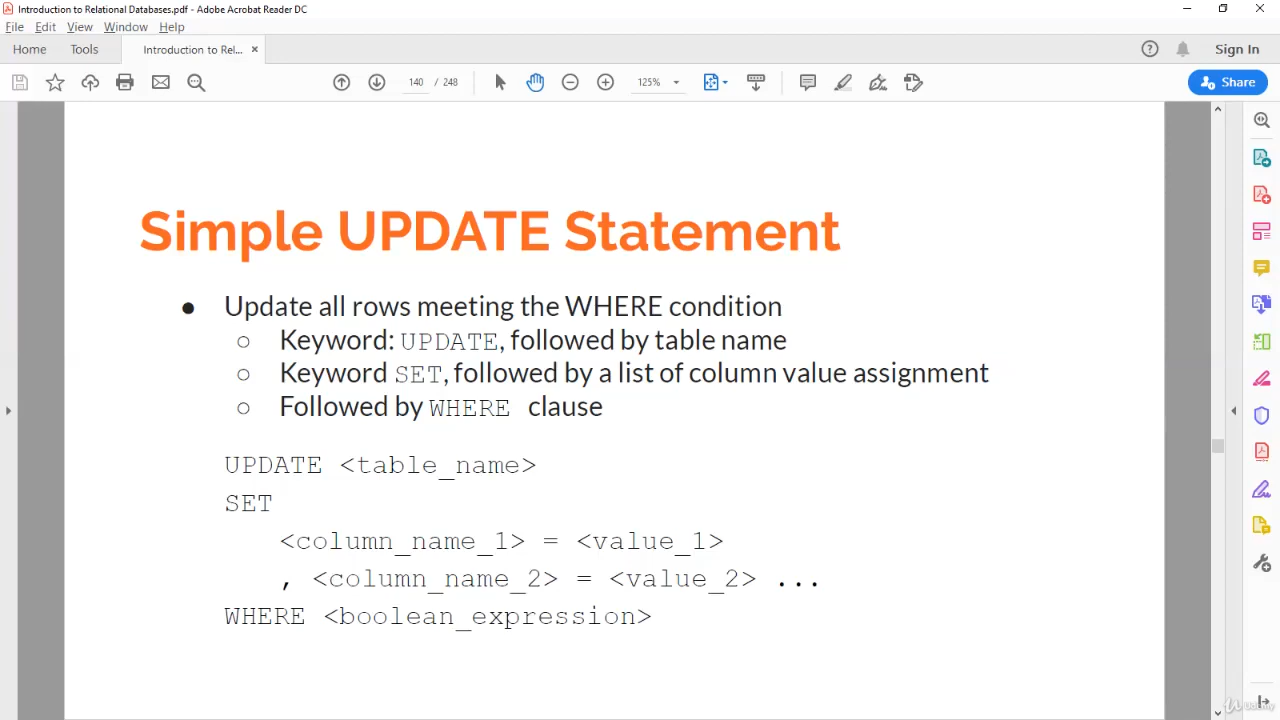 Introduction to Relational Databases.pdf - Adobe Acrobat Reader DC
File Edit View Window Help
Home Tools Introduction to Rel... × Sign In
140 / 248 125% Share
Simple UPDATE Statement
● Update all rows meeting the WHERE condition
○ Keyword: UPDATE, followed by table name
○ Keyword SET, followed by a list of column value assignment
○ Followed by WHERE clause
UPDATE <table_name>
SET
<column_name_1> = <value_1>
, <column_name_2> = <value_2> ...
WHERE <boolean_expression>
Udemy